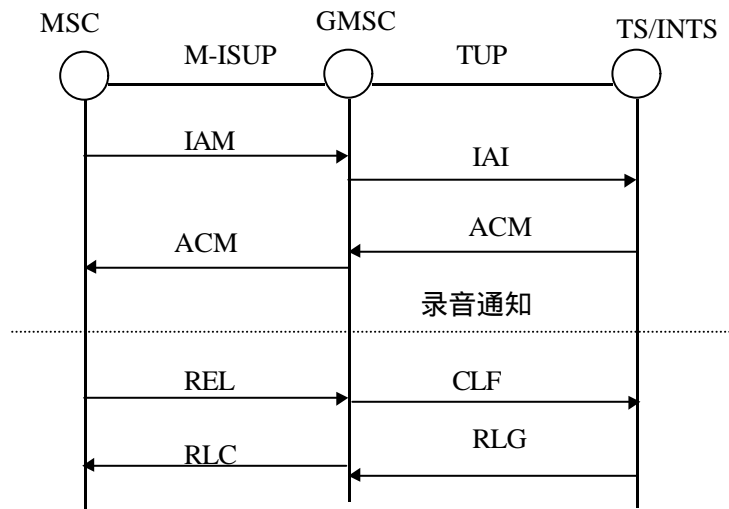 MSC
GMSC
TS/INTS
M-ISUP
TUP
IAM
IAI
ACM
ACM
录音通知
REL
CLF
RLC
RLG